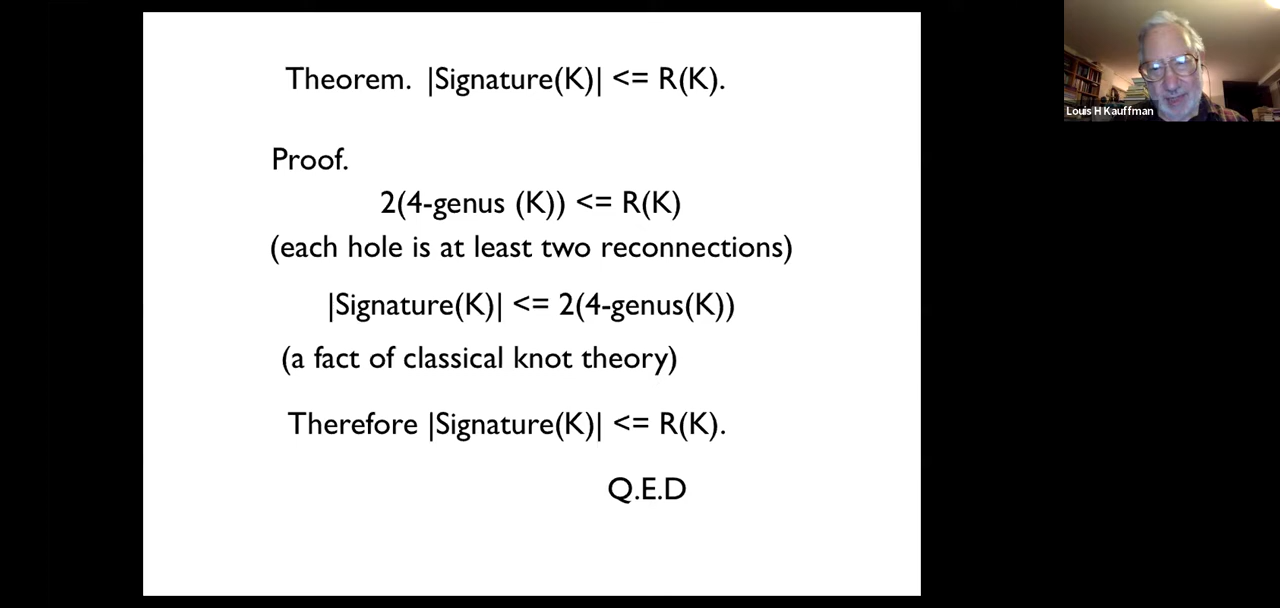 Theorem. |Signature(K)| <= R(K).
Louis H Kauffman
Proof.
2(4-genus (K)) <= R(K)
(each hole is at least two reconnections)
|Signature(K)| <= 2(4-genus(K))
(a fact of classical knot theory)
Therefore |Signature(K)| <= R(K).
Q.E.D